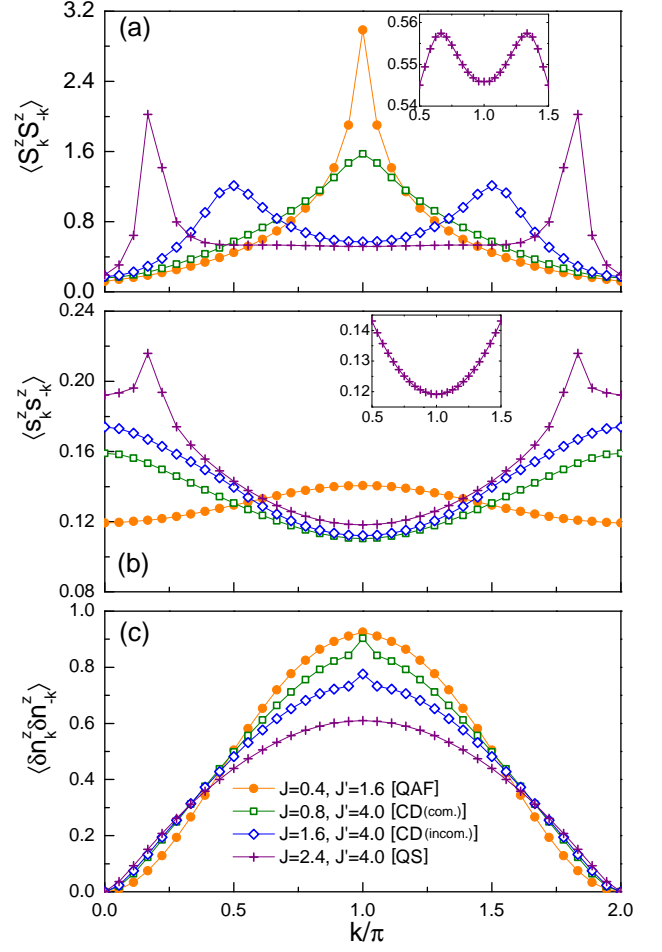 (a)
⟨S^z_k S^z_-k⟩
3.2
2.4
1.6
0.8
0.0
0.56
0.55
0.54
0.5 1.0 1.5
(b)
⟨s^z_k s^z_-k⟩
0.24
0.20
0.16
0.12
0.08
0.14
0.13
0.12
0.5 1.0 1.5
(c)
⟨δn^z_k δn^z_-k⟩
1.0
0.8
0.6
0.4
0.2
0.0
J=0.4, J'=1.6 [QAF]
J=0.8, J'=4.0 [CD(com.)]
J=1.6, J'=4.0 [CD(incom.)]
J=2.4, J'=4.0 [QS]
0.0 0.5 1.0 1.5 2.0
k/π